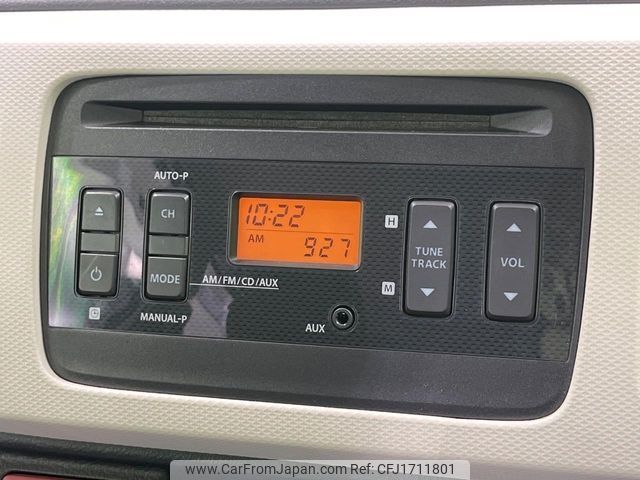 AUTO-P
CH
MODE
MANUAL-P
AM/FM/CD/AUX
10:22
AM
927
AUX
H
M
TUNE
TRACK
VOL
www.CarFromJapan.com - CFJ1711801